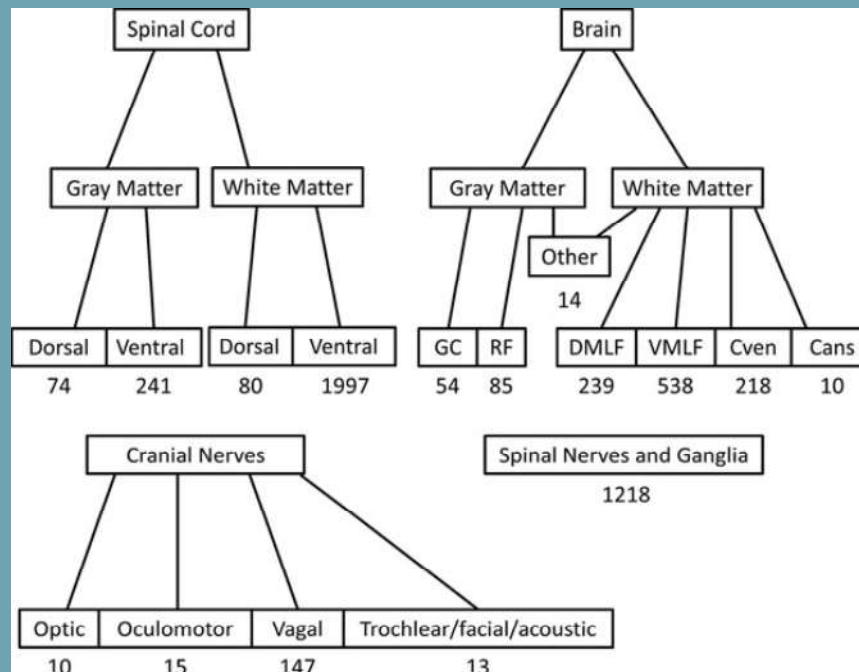 Spinal Cord
Brain
Gray Matter
White Matter
Gray Matter
White Matter
Other
14
Dorsal
Ventral
Dorsal
Ventral
GC
RF
DMLF
VMLF
Cven
Cans
74
241
80
1997
54
85
239
538
218
10
Cranial Nerves
Spinal Nerves and Ganglia
1218
Optic
Oculomotor
Vagal
Trochlear/facial/acoustic
10
15
147
13